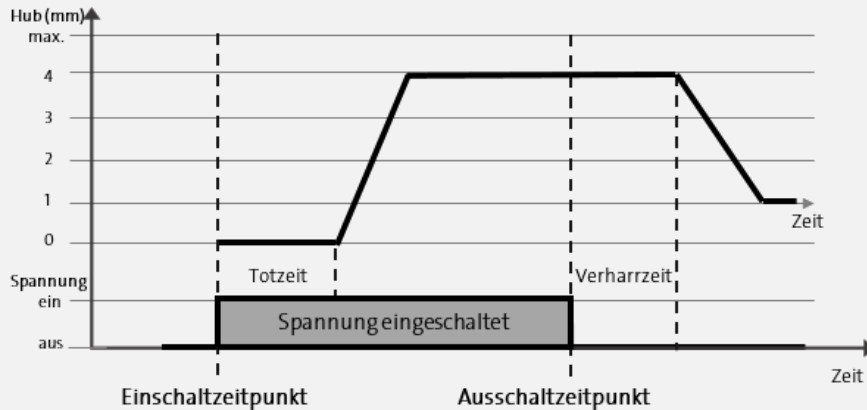 Hub (mm)
max.
4
3
2
1
Zeit
0
Totzeit
Verharrzeit
Spannung
ein
Spannung eingeschaltet
aus
Zeit
Einschaltzeitpunkt
Ausschaltzeitpunkt